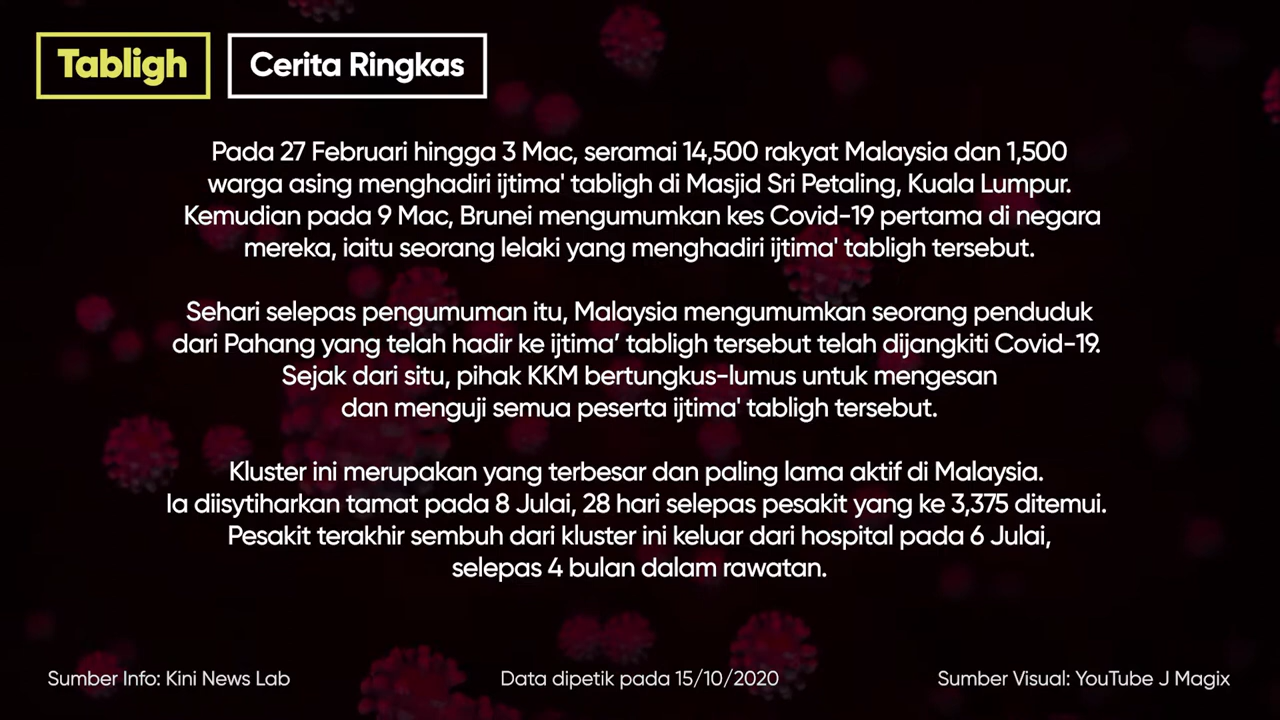 Tabligh
Cerita Ringkas
Pada 27 Februari hingga 3 Mac, seramai 14,500 rakyat Malaysia dan 1,500
warga asing menghadiri ijtima' tabligh di Masjid Sri Petaling, Kuala Lumpur.
Kemudian pada 9 Mac, Brunei mengumumkan kes Covid-19 pertama di negara
mereka, iaitu seorang lelaki yang menghadiri ijtima' tabligh tersebut.
Sehari selepas pengumuman itu, Malaysia mengumumkan seorang penduduk
dari Pahang yang telah hadir ke ijtima’ tabligh tersebut telah dijangkiti Covid-19.
Sejak dari situ, pihak KKM bertungkus-lumus untuk mengesan
dan menguji semua peserta ijtima' tabligh tersebut.
Kluster ini merupakan yang terbesar dan paling lama aktif di Malaysia.
Ia diisytiharkan tamat pada 8 Julai, 28 hari selepas pesakit yang ke 3,375 ditemui.
Pesakit terakhir sembuh dari kluster ini keluar dari hospital pada 6 Julai,
selepas 4 bulan dalam rawatan.
Sumber Info: Kini News Lab
Data dipetik pada 15/10/2020
Sumber Visual: YouTube J Magix